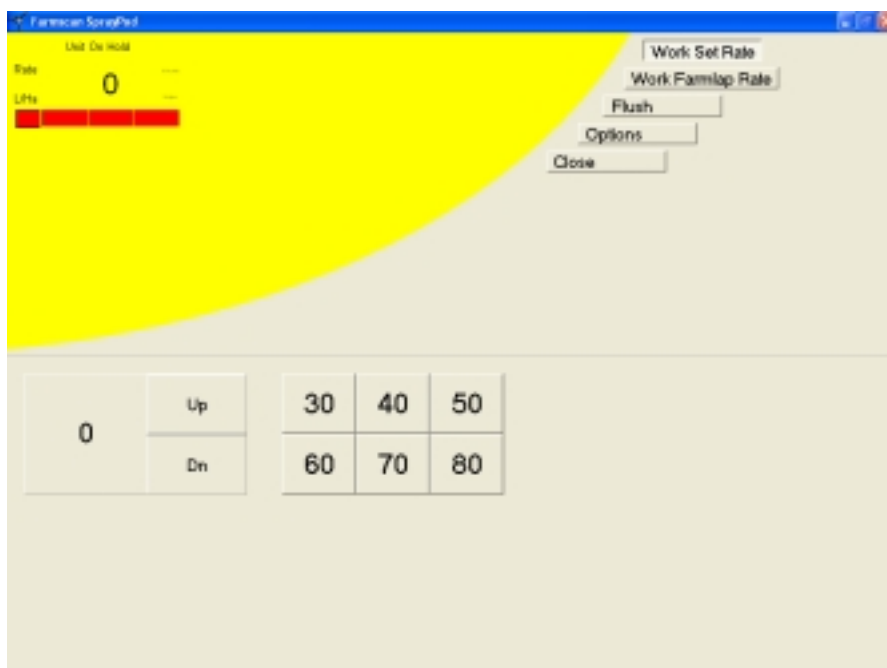 Farmscan SprayPad
Unit On Hold
Rate
0
L/Ha
Work Set Rate
Work Farmlap Rate
Flush
Options
Close
0
Up
Dn
30 40 50
60 70 80